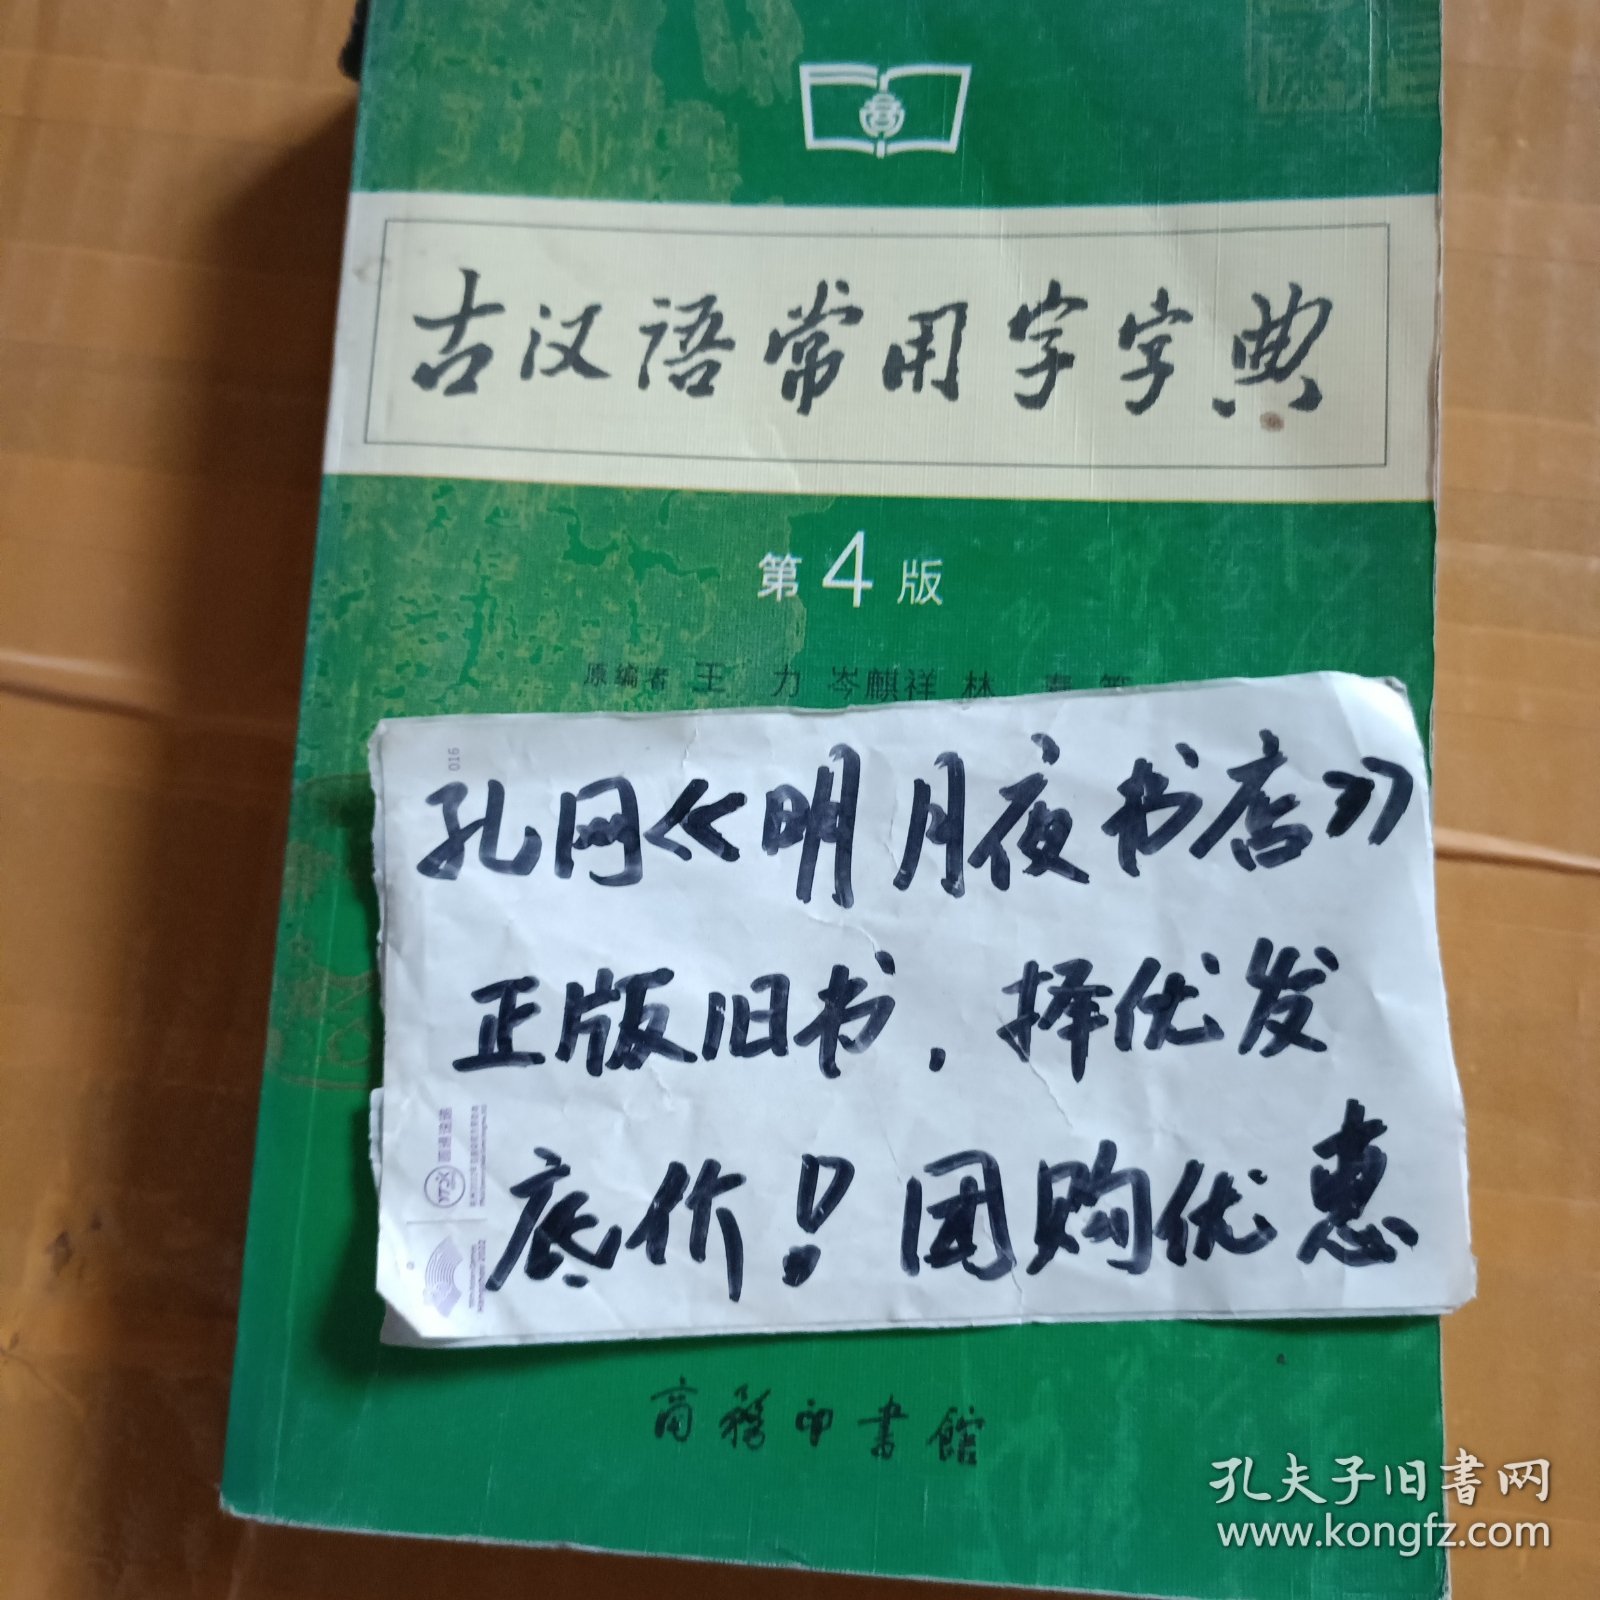 古汉语常用字字典
第4版
原编者 王 力 岑麒祥 林 焘 等
孔网《明月夜书店》
正版旧书，择优发
底价！团购优惠
016
商務印書館
孔夫子旧书网
www.kongfz.com